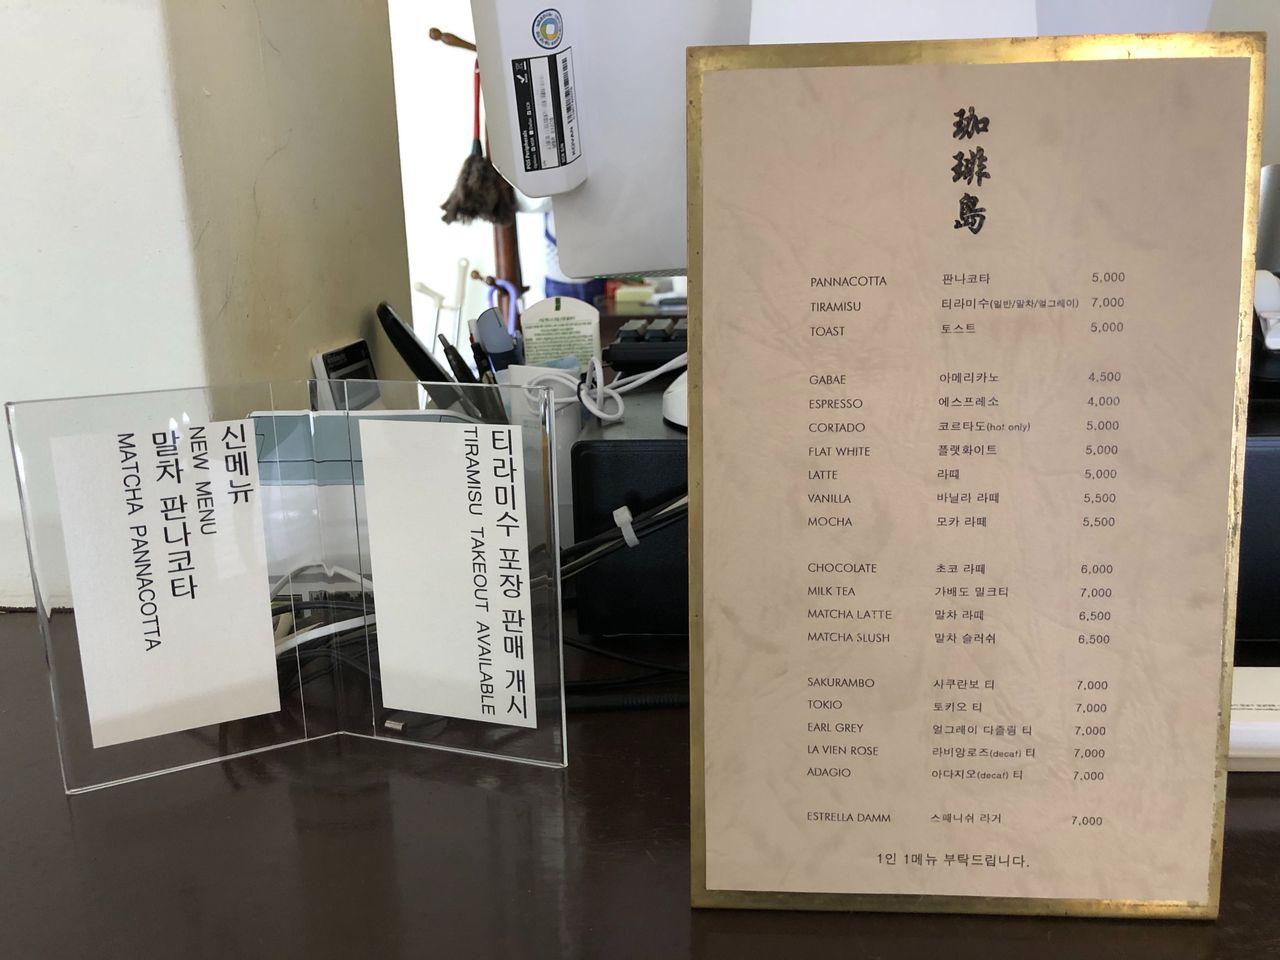 신메뉴
NEW MENU
말차 판나코타
MATCHA PANNACOTTA
티라미수 포장 판매 개시
TIRAMISU TAKEOUT AVAILABLE
POS Peripherals
KOVAN
珈琲島
PANNACOTTA 판나코타 5,000
TIRAMISU 티라미수(일반/말차/얼그레이) 7,000
TOAST 토스트 5,000
GABAE 아메리카노 4,500
ESPRESSO 에스프레소 4,000
CORTADO 코르타도(hot only) 5,000
FLAT WHITE 플랫화이트 5,000
LATTE 라떼 5,000
VANILLA 바닐라 라떼 5,500
MOCHA 모카 라떼 5,500
CHOCOLATE 초코 라떼 6,000
MILK TEA 가배도 밀크티 7,000
MATCHA LATTE 말차 라떼 6,500
MATCHA SLUSH 말차 슬러쉬 6,500
SAKURAMBO 사쿠란보 티 7,000
TOKIO 토키오 티 7,000
EARL GREY 얼그레이 다즐링 티 7,000
LA VIEN ROSE 라비앙로즈(decaf) 티 7,000
ADAGIO 아다지오(decaf) 티 7,000
ESTRELLA DAMM 스패니쉬 라거 7,000
1인 1메뉴 부탁드립니다.